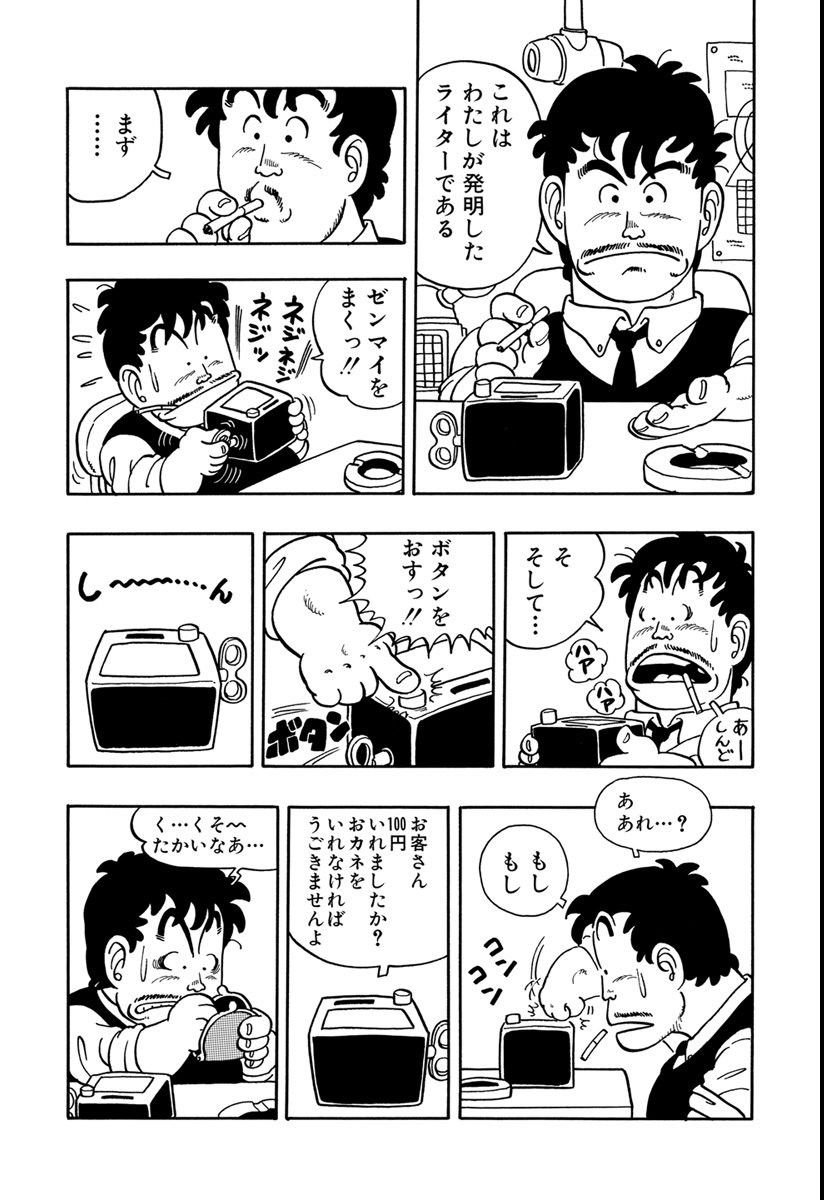 これは
わたしが発明した
ライターである
まず
……
ゼンマイを
まくっ!!
ネジネジ
ネジッ
そ
そして…
ハア
ハア
あー
しんど
ボタンを
おすっ!!
ボタン
し〜〜〜…‥ん
あ
あれ…?
もし
もし
コン
コン
お客さん
100円
いれましたか?
おカネを
いれなければ
うごきませんよ
く…くそ〜
たかいなあ…